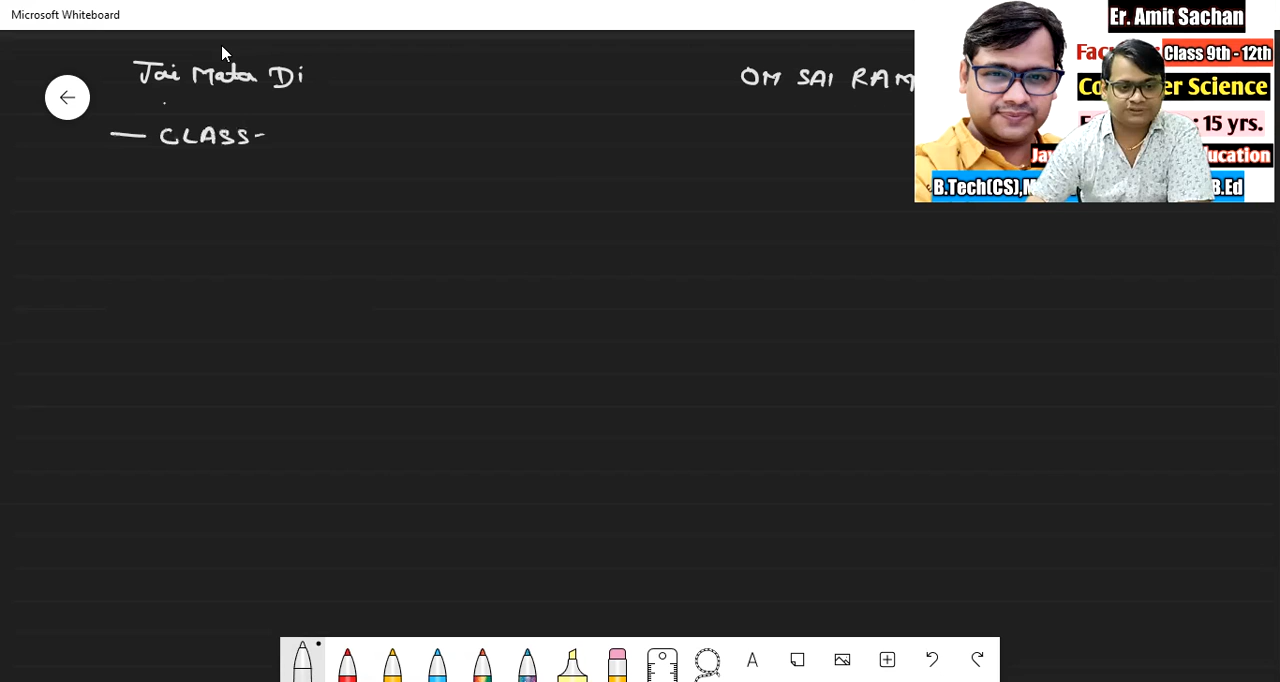 Microsoft Whiteboard
Jai Mata Di
OM SAI RAM
— CLASS-
Er. Amit Sachan
Class 9th - 12th
er Science
15 yrs.
ucation
B.Tech(CS),M
B.Ed
A